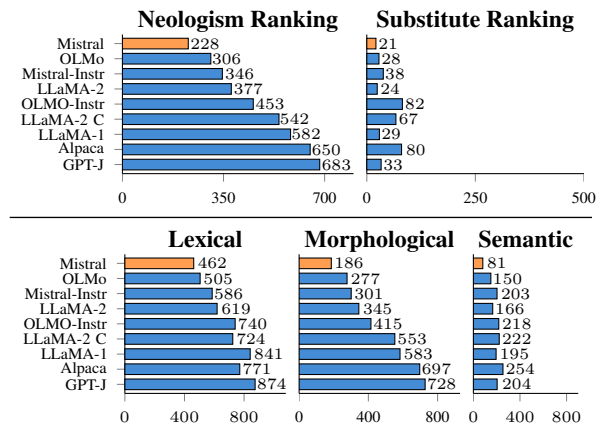 Neologism Ranking Substitute Ranking
Mistral 228 21
OLMo 306 28
Mistral-Instr 346 38
LLaMA-2 377 24
OLMO-Instr 453 82
LLaMA-2 C 542 67
LLaMA-1 582 29
Alpaca 650 80
GPT-J 683 33
0 350 700 0 250 500
Lexical Morphological Semantic
Mistral 462 186 81
OLMo 505 277 150
Mistral-Instr 586 301 203
LLaMA-2 619 345 166
OLMO-Instr 740 415 218
LLaMA-2 C 724 553 222
LLaMA-1 841 583 195
Alpaca 771 697 254
GPT-J 874 728 204
0 400 800 0 400 800 0 400 800